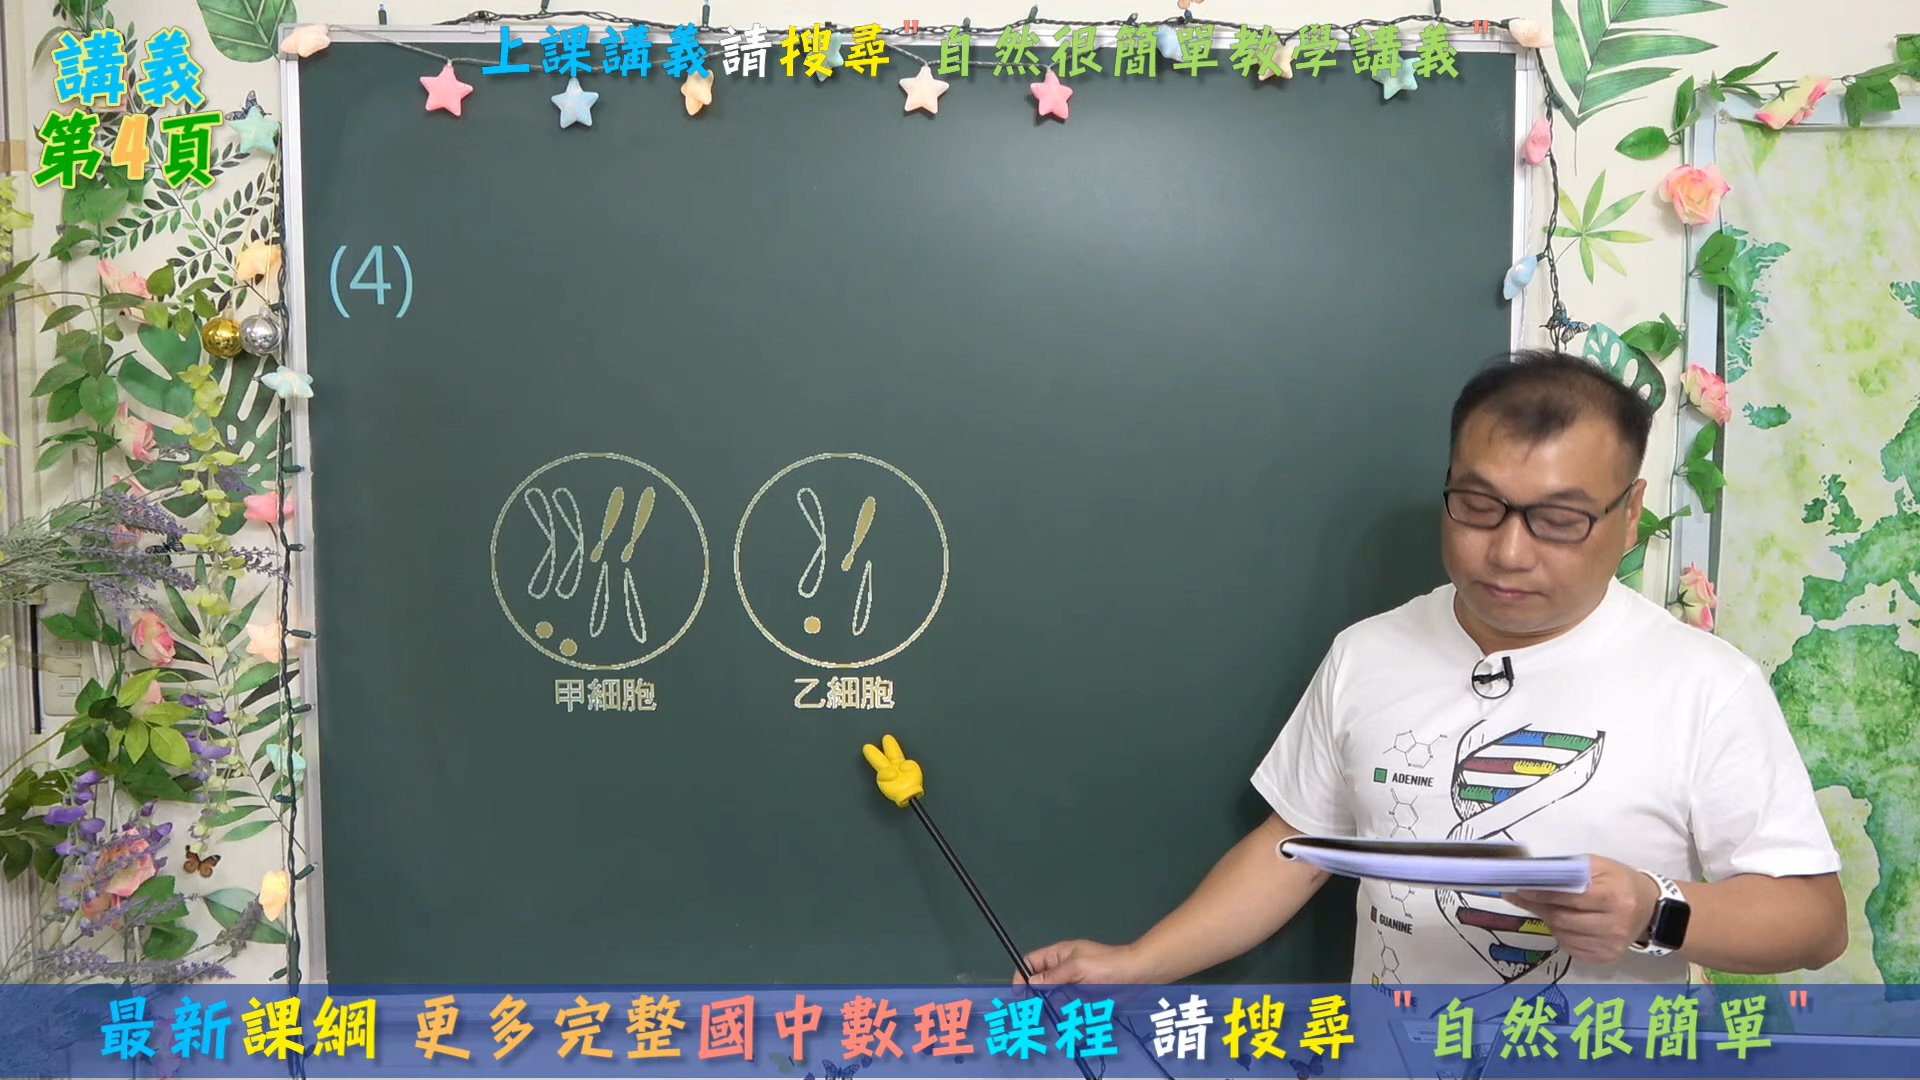 上課講義請搜尋"自然很簡單教學講義"
講義
第4頁
(4)
甲細胞
乙細胞
ADENINE
GUANINE
最新課綱 更多完整國中數理課程 請搜尋"自然很簡單"